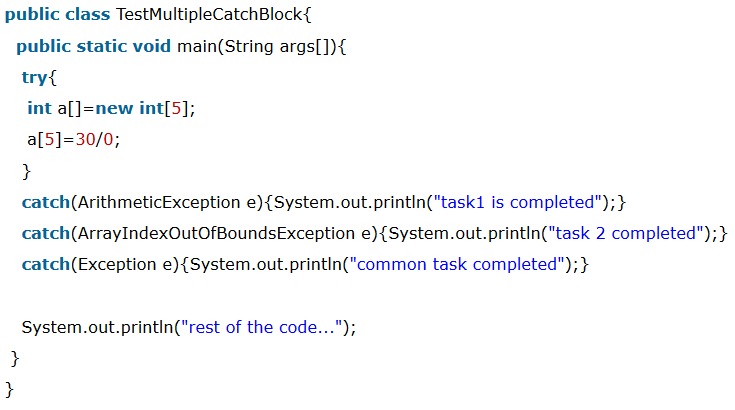 public class TestMultipleCatchBlock{
public static void main(String args[]){
try{
int a[]=new int[5];
a[5]=30/0;
}
catch(ArithmeticException e){System.out.println("task1 is completed");}
catch(ArrayIndexOutOfBoundsException e){System.out.println("task 2 completed");}
catch(Exception e){System.out.println("common task completed");}
System.out.println("rest of the code...");
}
}